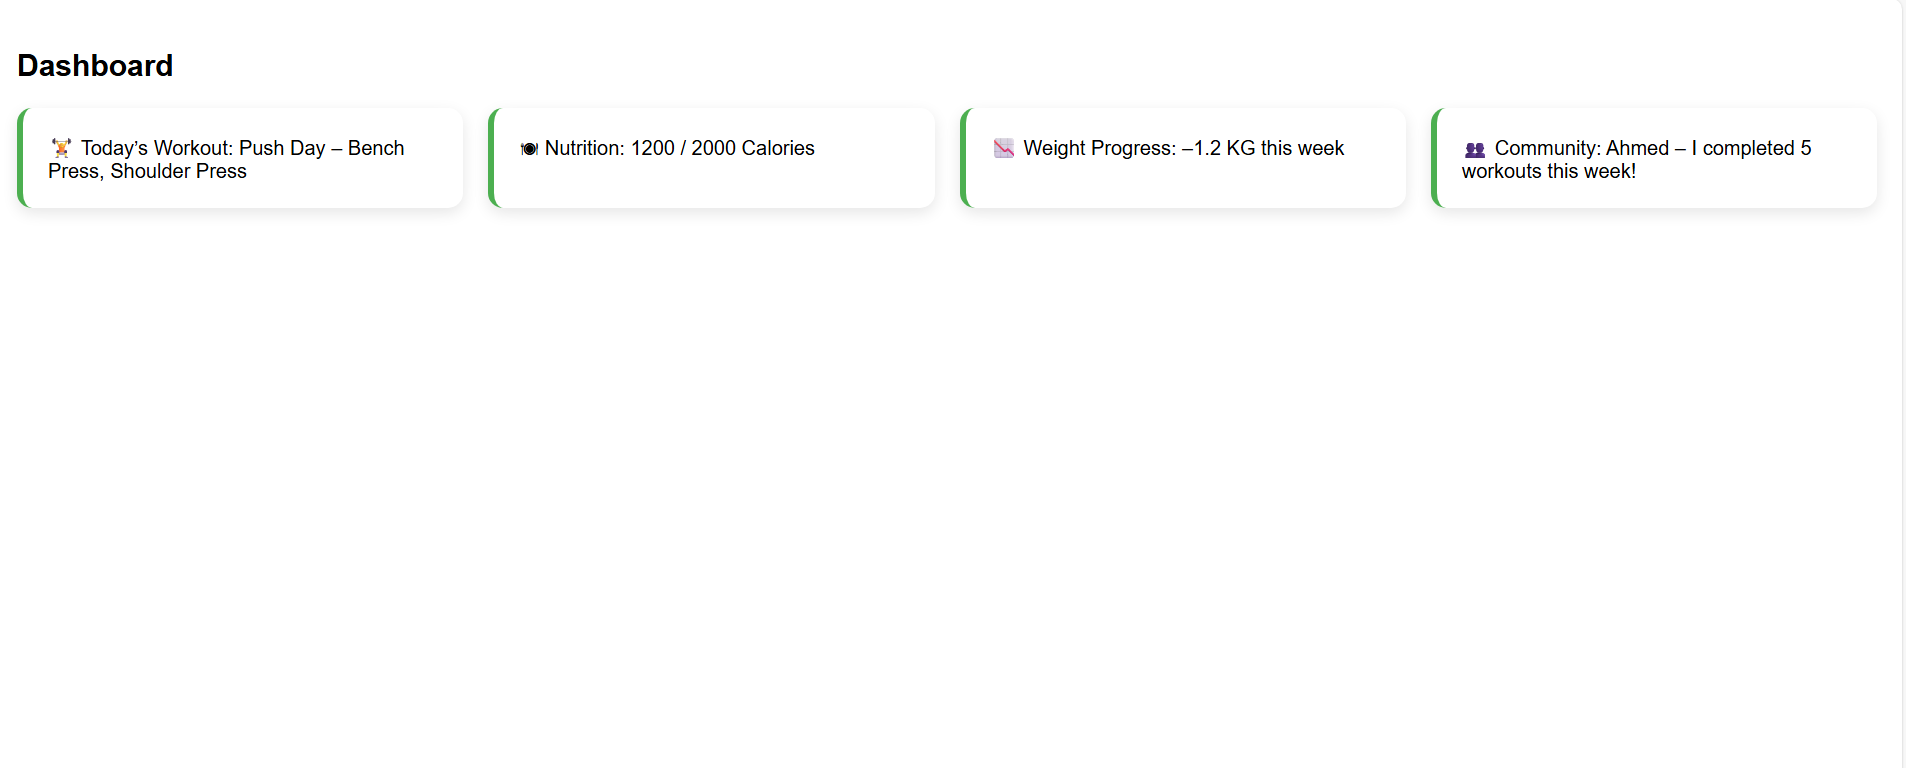 Dashboard
🏋️ Today’s Workout: Push Day – Bench
Press, Shoulder Press
🍽 Nutrition: 1200 / 2000 Calories
📉 Weight Progress: –1.2 KG this week
👥 Community: Ahmed – I completed 5
workouts this week!